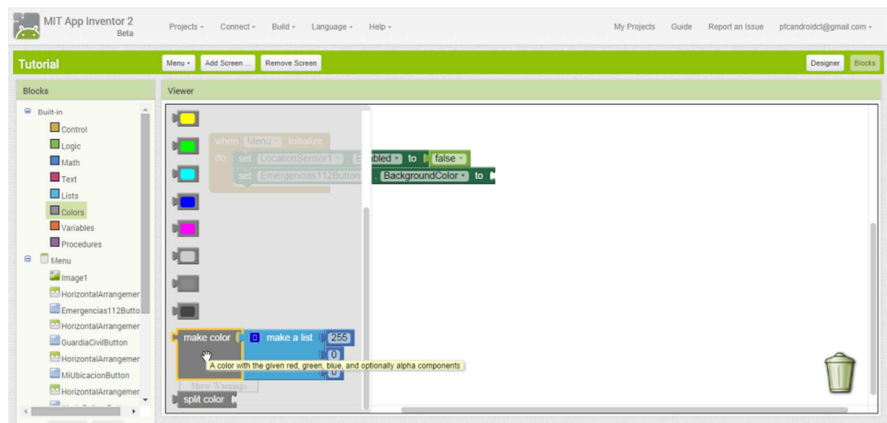 MIT App Inventor 2
Beta
Projects Connect Build Language Help
My Projects Guide Report an Issue pfcandroidct@gmail.com
Tutorial
Menu Add Screen ... Remove Screen
Designer Blocks
Blocks
Viewer
Built-in
Control
Logic
Math
Text
Lists
Colors
Variables
Procedures
Menu
Image1
HorizontalArrangemer
Emergencias112Butto
HorizontalArrangemer
GuardiaCivilButton
HorizontalArrangemer
MiUbicacionButton
HorizontalArrangemer
when Menu . Initialize
do set LocationSensor1 . Enabled to false
set Emergencias112Button . BackgroundColor to
make color make a list 255
0
A color with the given red, green, blue, and optionally alpha components
0
Show Warnings
split color